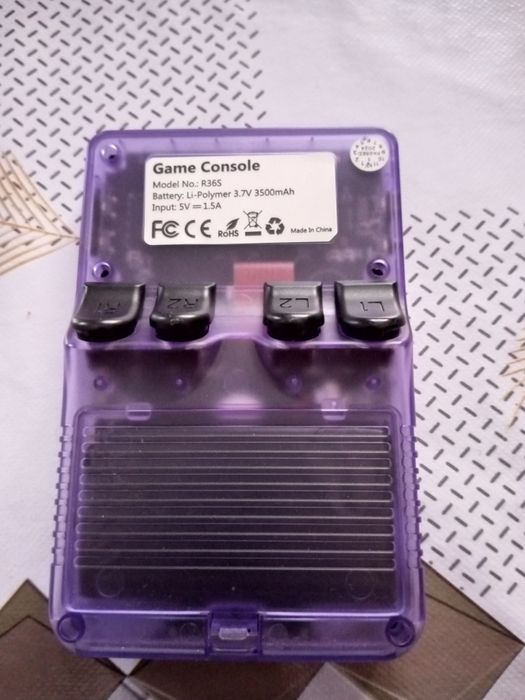 Game Console
Model No.: R36S
Battery: Li-Polymer 3.7V 3500mAh
Input: 5V⎓1.5A
FC CE RoHS Made In China
R1 R2 L2 L1